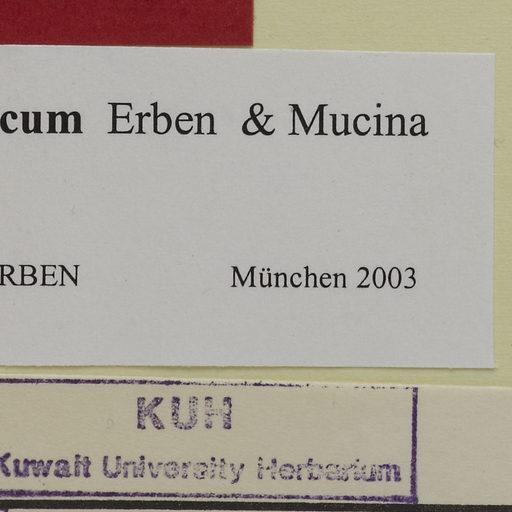 cum Erben & Mucina
RBEN München 2003
KUH
Kuwait University Herbarium